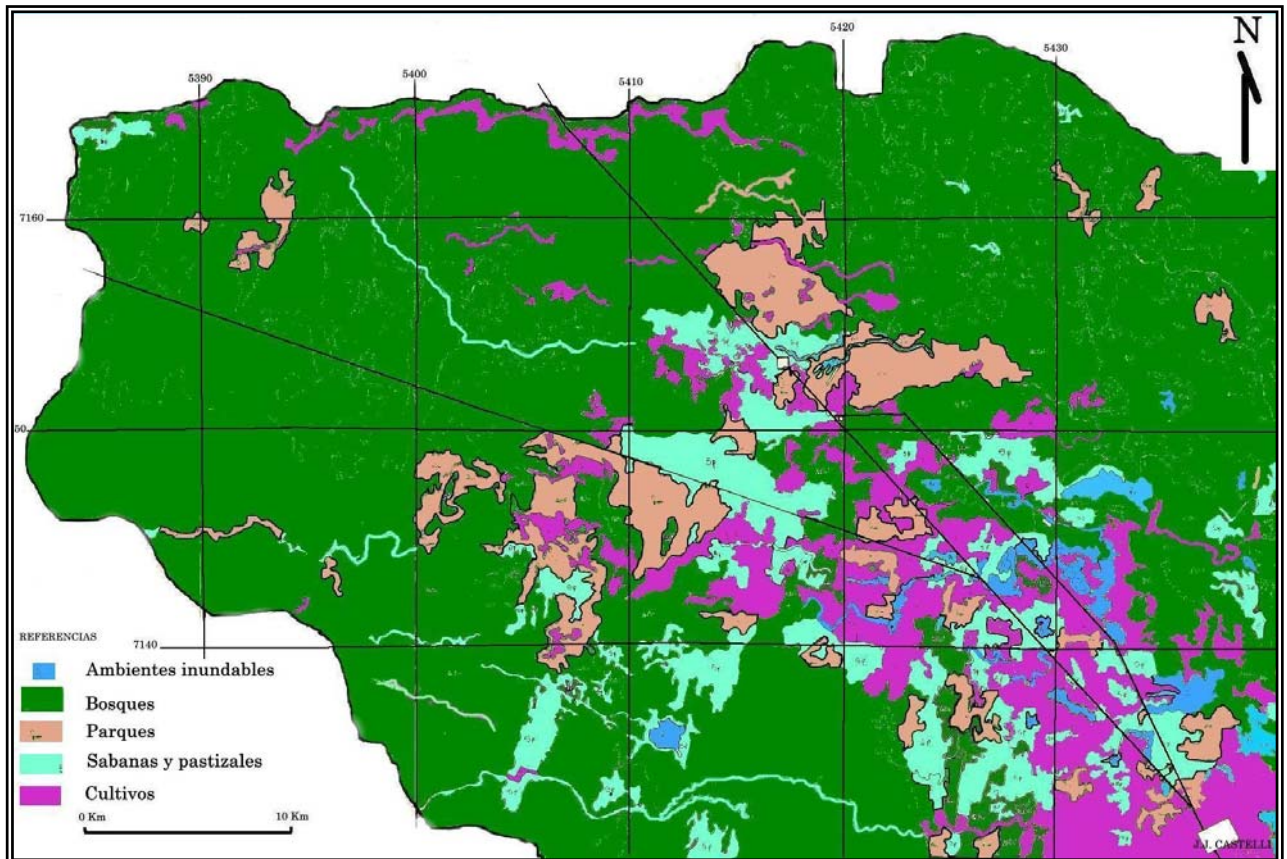 N
5390
5400
5410
5420
5430
7160
50
7140
REFERENCIAS
Ambientes inundables
Bosques
Parques
Sabanas y pastizales
Cultivos
0 Km
10 Km
J.J. CASTELLI